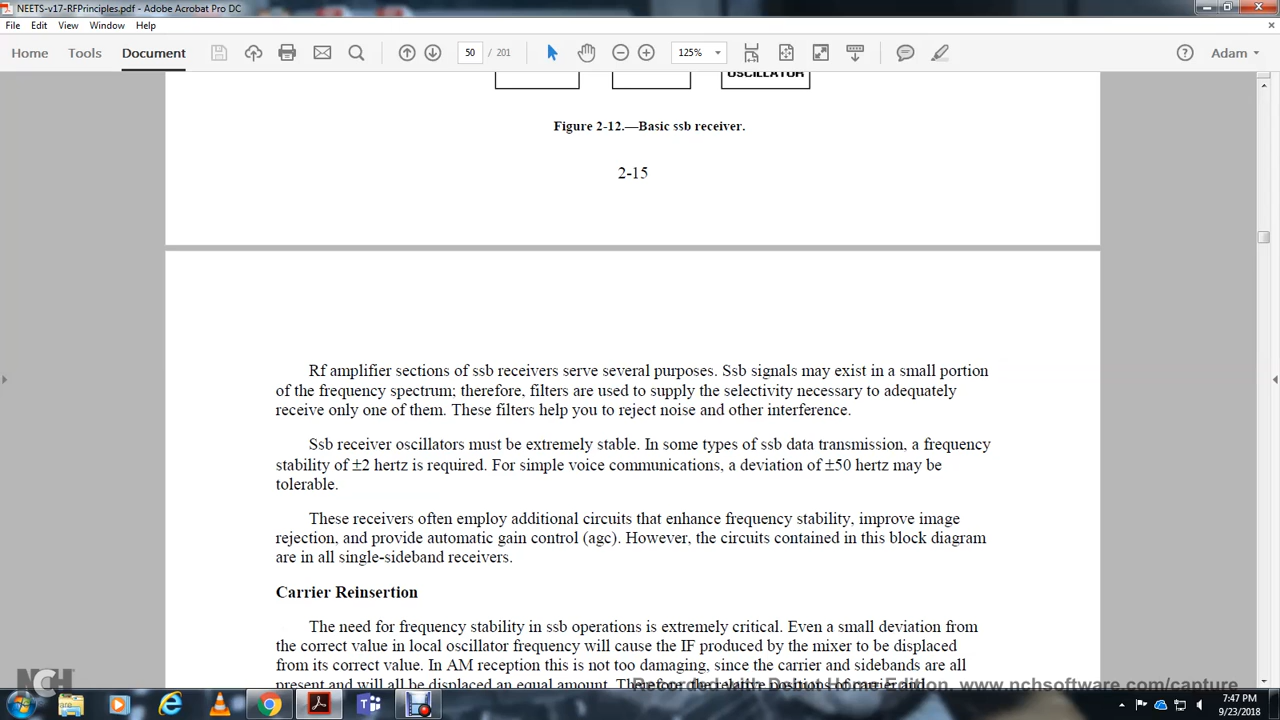 NEETS-v17-RFPrinciples.pdf - Adobe Acrobat Pro DC
File Edit View Window Help
Home Tools Document 50 / 201 125% Adam
OSCILLATOR
Figure 2-12.—Basic ssb receiver.
2-15
Rf amplifier sections of ssb receivers serve several purposes. Ssb signals may exist in a small portion
of the frequency spectrum; therefore, filters are used to supply the selectivity necessary to adequately
receive only one of them. These filters help you to reject noise and other interference.
Ssb receiver oscillators must be extremely stable. In some types of ssb data transmission, a frequency
stability of ±2 hertz is required. For simple voice communications, a deviation of ±50 hertz may be
tolerable.
These receivers often employ additional circuits that enhance frequency stability, improve image
rejection, and provide automatic gain control (agc). However, the circuits contained in this block diagram
are in all single-sideband receivers.
Carrier Reinsertion
The need for frequency stability in ssb operations is extremely critical. Even a small deviation from
the correct value in local oscillator frequency will cause the IF produced by the mixer to be displaced
from its correct value. In AM reception this is not too damaging, since the carrier and sidebands are all
present and will all be displaced an equal amount. Therefore, the relative positions of carrier and
NCH Recorded with Debut Home Edition. www.nchsoftware.com/capture
7:47 PM
9/23/2018